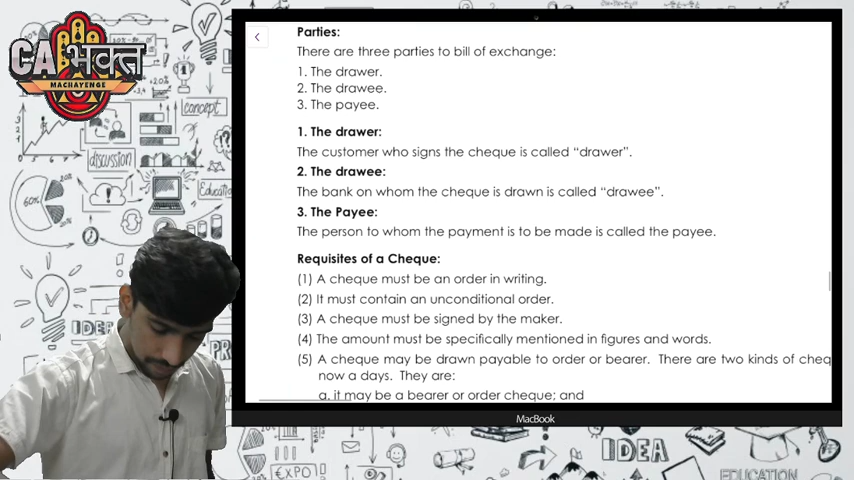 CA भक्त
MACHAYENGE
Parties:
There are three parties to bill of exchange:
1. The drawer.
2. The drawee.
3. The payee.
1. The drawer:
The customer who signs the cheque is called “drawer”.
2. The drawee:
The bank on whom the cheque is drawn is called “drawee”.
3. The Payee:
The person to whom the payment is to be made is called the payee.
Requisites of a Cheque:
(1) A cheque must be an order in writing.
(2) It must contain an unconditional order.
(3) A cheque must be signed by the maker.
(4) The amount must be specifically mentioned in figures and words.
(5) A cheque may be drawn payable to order or bearer. There are two kinds of cheq
now a days. They are:
a. it may be a bearer or order cheque; and
MacBook
concept
discussion
60%
IDEA
EXPO
IDEA
EDUCATION